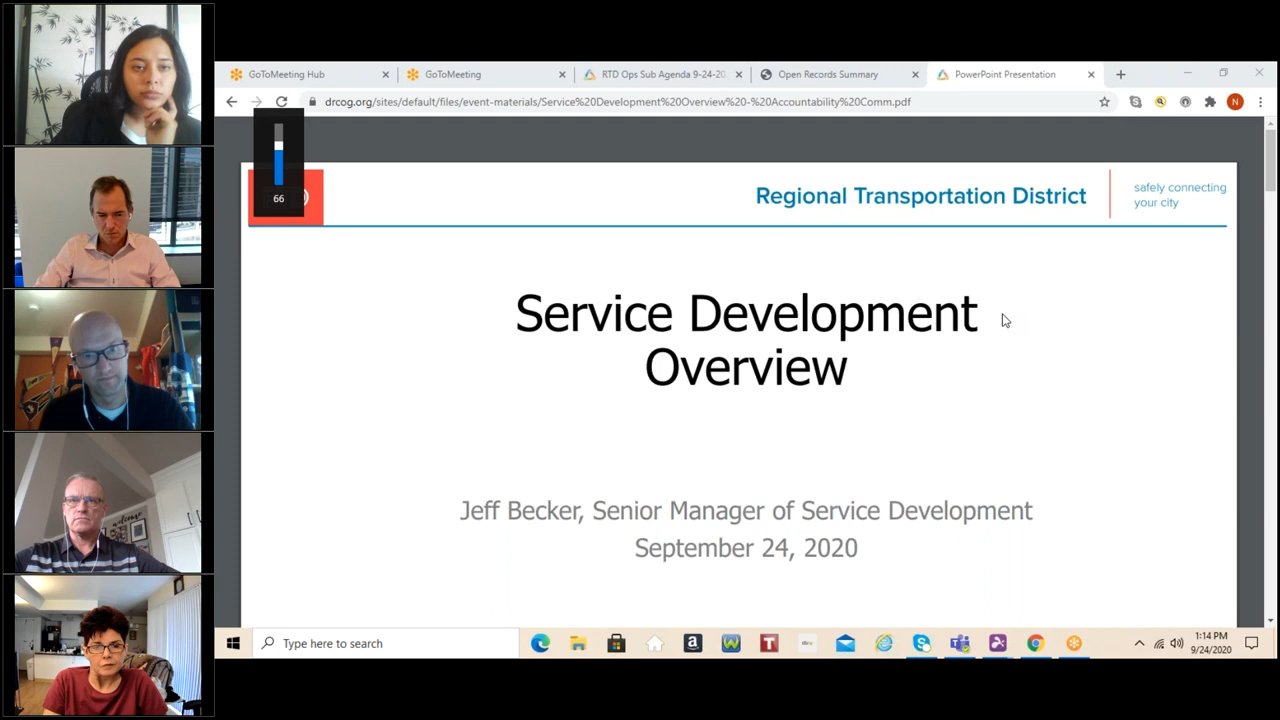 GoToMeeting Hub
GoToMeeting
RTD Ops Sub Agenda 9-24-20
Open Records Summary
PowerPoint Presentation
drcog.org/sites/default/files/event-materials/Service%20Development%20Overview%20-%20Accountability%20Comm.pdf
N
66
Regional Transportation District
safely connecting
your city
Service Development
Overview
Jeff Becker, Senior Manager of Service Development
September 24, 2020
welcome
Type here to search
1:14 PM
9/24/2020